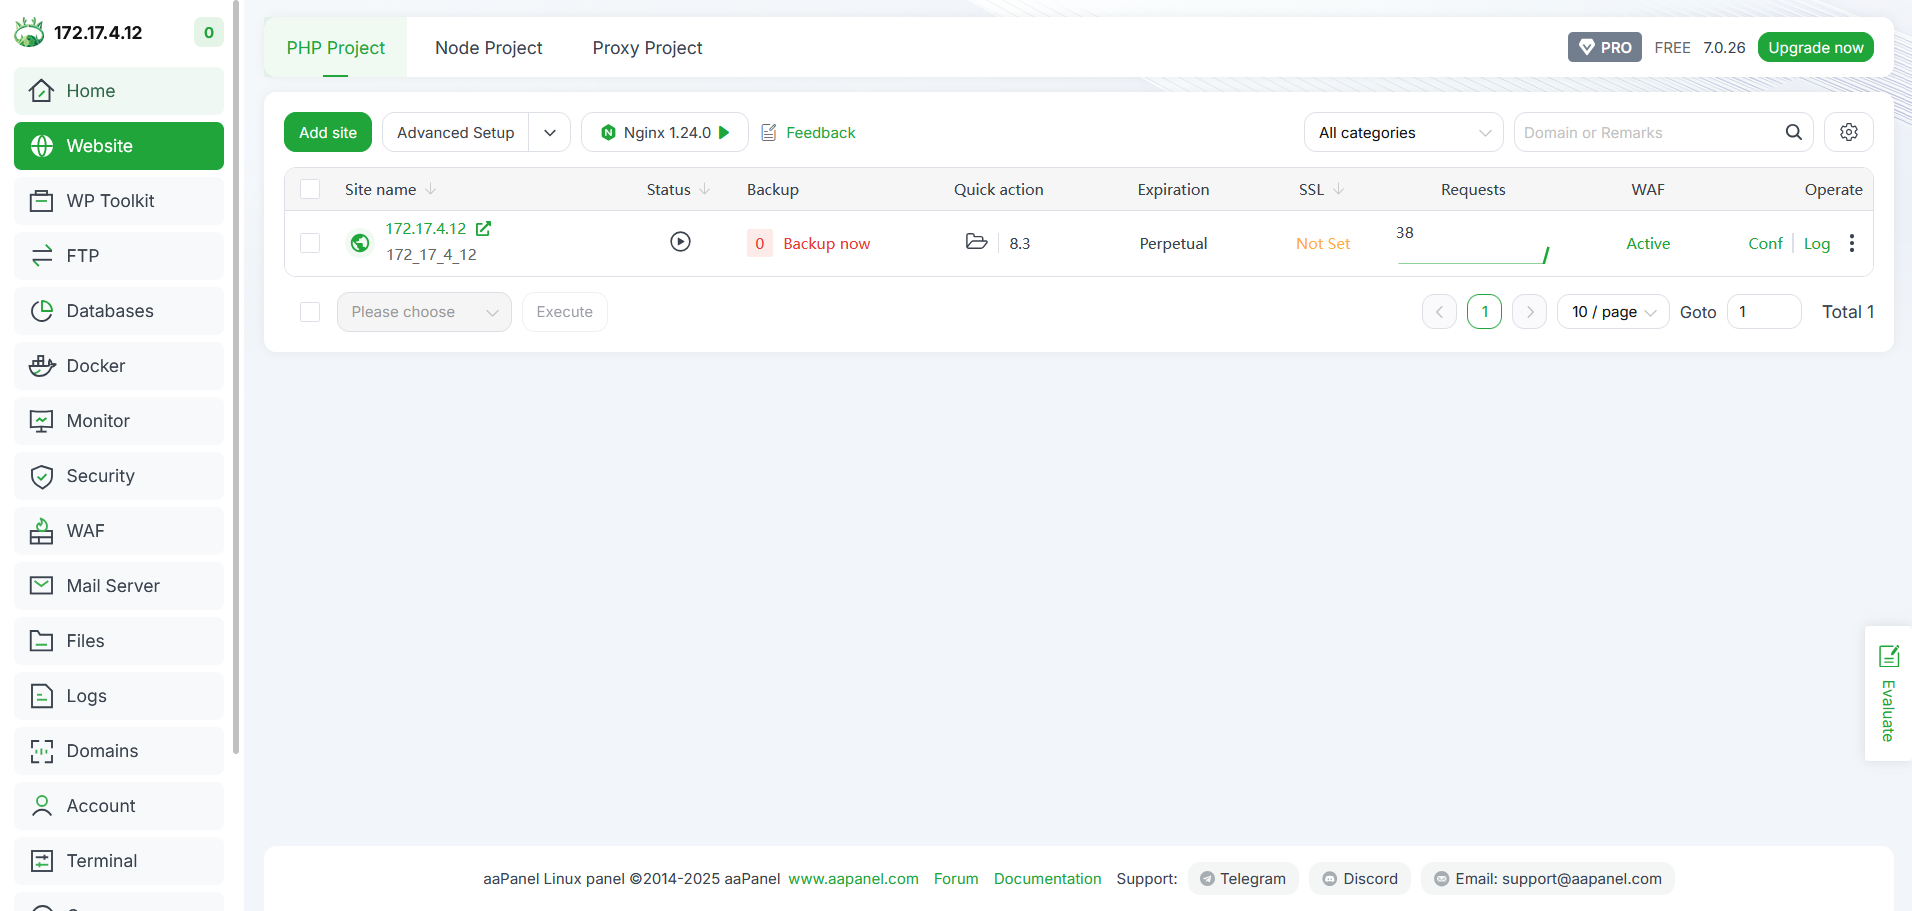 172.17.4.12
0
Home
Website
WP Toolkit
FTP
Databases
Docker
Monitor
Security
WAF
Mail Server
Files
Logs
Domains
Account
Terminal
PHP Project
Node Project
Proxy Project
PRO
FREE
7.0.26
Upgrade now
Add site
Advanced Setup
Nginx 1.24.0
Feedback
All categories
Domain or Remarks
Site name
Status
Backup
Quick action
Expiration
SSL
Requests
WAF
Operate
172.17.4.12
172_17_4_12
0
Backup now
8.3
Perpetual
Not Set
38
Active
Conf
Log
Please choose
Execute
1
10 / page
Goto
1
Total 1
Evaluate
aaPanel Linux panel ©2014-2025 aaPanel
www.aapanel.com
Forum
Documentation
Support:
Telegram
Discord
Email: support@aapanel.com